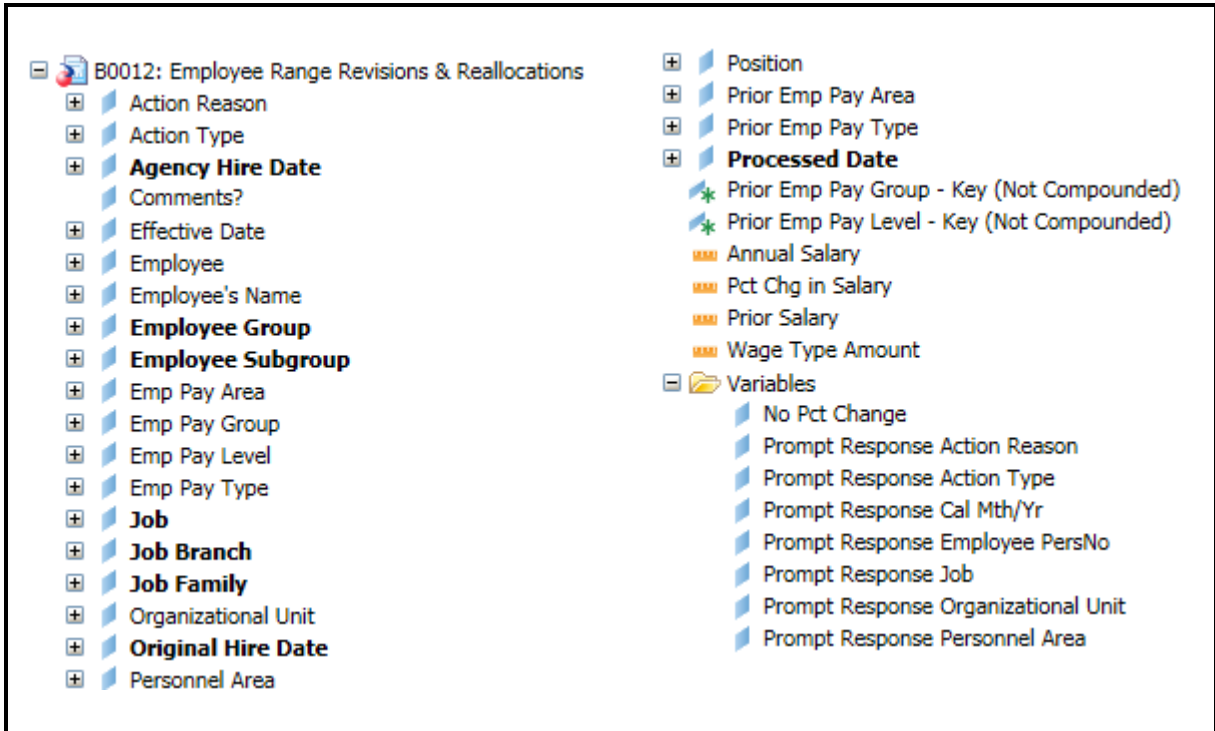 B0012: Employee Range Revisions & Reallocations
Action Reason
Action Type
Agency Hire Date
Comments?
Effective Date
Employee
Employee's Name
Employee Group
Employee Subgroup
Emp Pay Area
Emp Pay Group
Emp Pay Level
Emp Pay Type
Job
Job Branch
Job Family
Organizational Unit
Original Hire Date
Personnel Area
Position
Prior Emp Pay Area
Prior Emp Pay Type
Processed Date
Prior Emp Pay Group - Key (Not Compounded)
Prior Emp Pay Level - Key (Not Compounded)
Annual Salary
Pct Chg in Salary
Prior Salary
Wage Type Amount
Variables
No Pct Change
Prompt Response Action Reason
Prompt Response Action Type
Prompt Response Cal Mth/Yr
Prompt Response Employee PersNo
Prompt Response Job
Prompt Response Organizational Unit
Prompt Response Personnel Area